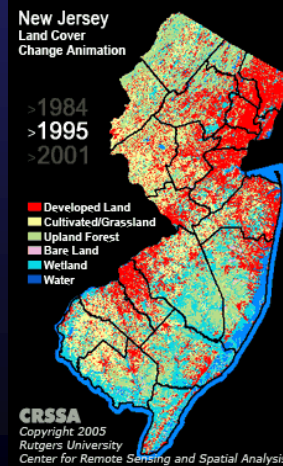 New Jersey
Land Cover
Change Animation
>1984
>1995
>2001
Developed Land
Cultivated/Grassland
Upland Forest
Bare Land
Wetland
Water
CRSSA
Copyright 2005
Rutgers University
Center for Remote Sensing and Spatial Analysis